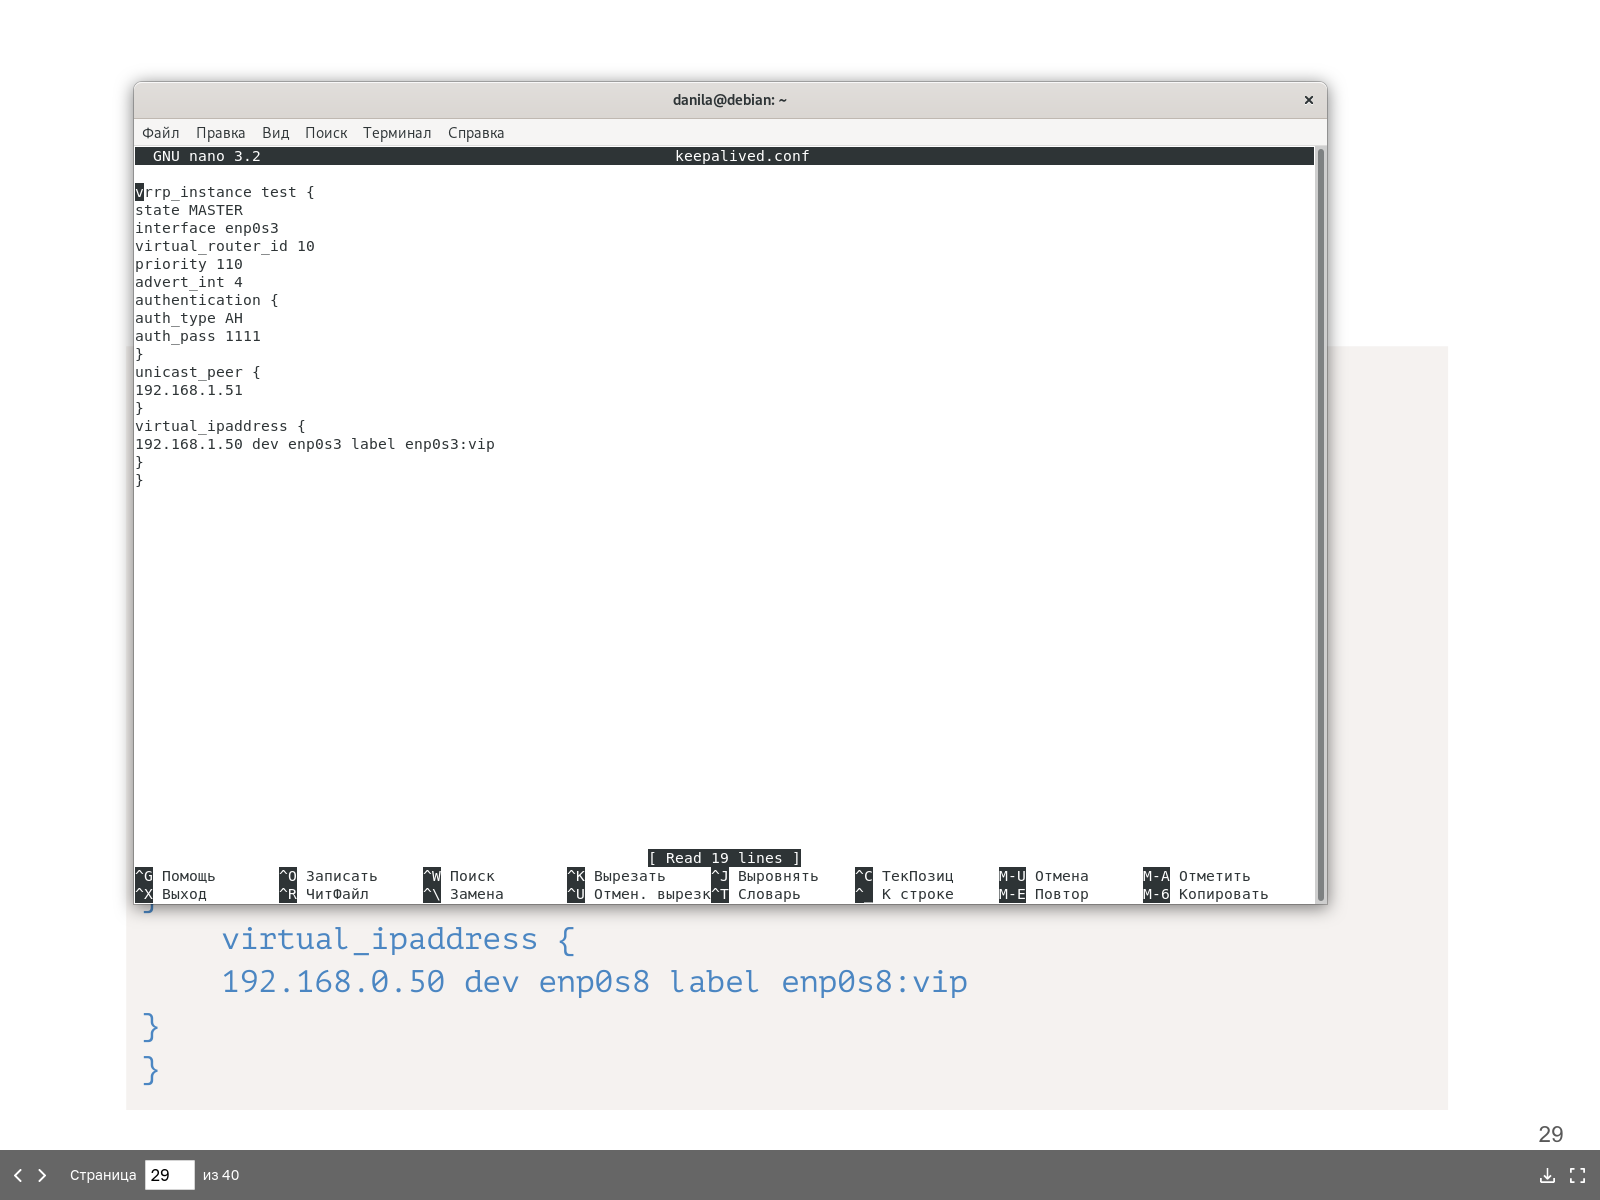 danila@debian: ~
Файл Правка Вид Поиск Терминал Справка
GNU nano 3.2 keepalived.conf
vrrp_instance test {
state MASTER
interface enp0s3
virtual_router_id 10
priority 110
advert_int 4
authentication {
auth_type AH
auth_pass 1111
}
unicast_peer {
192.168.1.51
}
virtual_ipaddress {
192.168.1.50 dev enp0s3 label enp0s3:vip
}
}
[ Read 19 lines ]
^G Помощь ^O Записать ^W Поиск ^K Вырезать ^J Выровнять ^C ТекПозиц M-U Отмена M-A Отметить
^X Выход ^R ЧитФайл ^\ Замена ^U Отмен. вырезк^T Словарь ^_ К строке M-E Повтор M-6 Копировать
}
virtual_ipaddress {
192.168.0.50 dev enp0s8 label enp0s8:vip
}
}
29
Страница 29 из 40